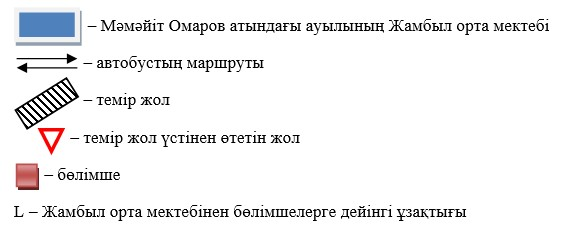 – Мәмәйіт Омаров атындағы ауылының Жамбыл орта мектебі
– автобустың маршруты
– темір жол
– темір жол үстінен өтетін жол
– бөлімше
L – Жамбыл орта мектебінен бөлімшелерге дейінгі ұзақтығы